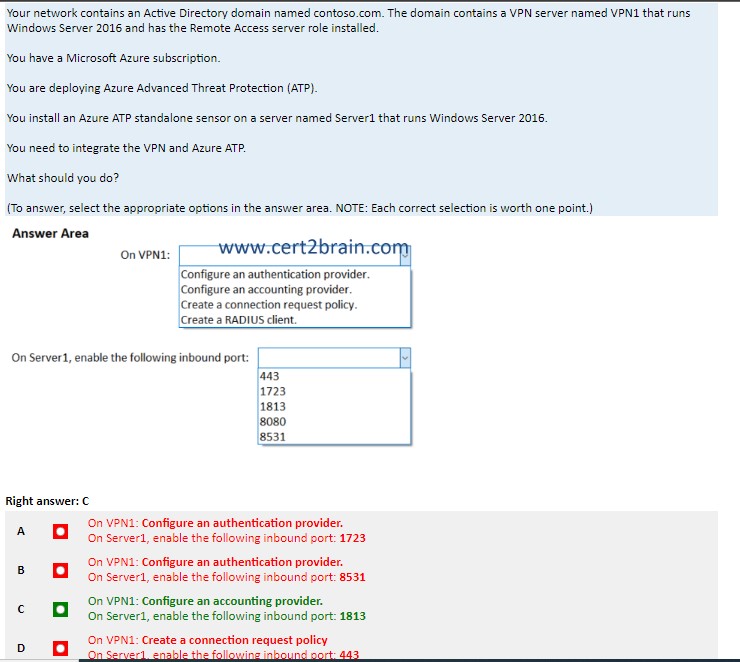 Your network contains an Active Directory domain named contoso.com. The domain contains a VPN server named VPN1 that runs
Windows Server 2016 and has the Remote Access server role installed.
You have a Microsoft Azure subscription.
You are deploying Azure Advanced Threat Protection (ATP).
You install an Azure ATP standalone sensor on a server named Server1 that runs Windows Server 2016.
You need to integrate the VPN and Azure ATP.
What should you do?
(To answer, select the appropriate options in the answer area. NOTE: Each correct selection is worth one point.)
Answer Area
www.cert2brain.com
On VPN1:
Configure an authentication provider.
Configure an accounting provider.
Create a connection request policy.
Create a RADIUS client.
On Server1, enable the following inbound port:
443
1723
1813
8080
8531
Right answer: C
A
On VPN1: Configure an authentication provider.
On Server1, enable the following inbound port: 1723
B
On VPN1: Configure an authentication provider.
On Server1, enable the following inbound port: 8531
C
On VPN1: Configure an accounting provider.
On Server1, enable the following inbound port: 1813
D
On VPN1: Create a connection request policy
On Server1, enable the following inbound port: 443